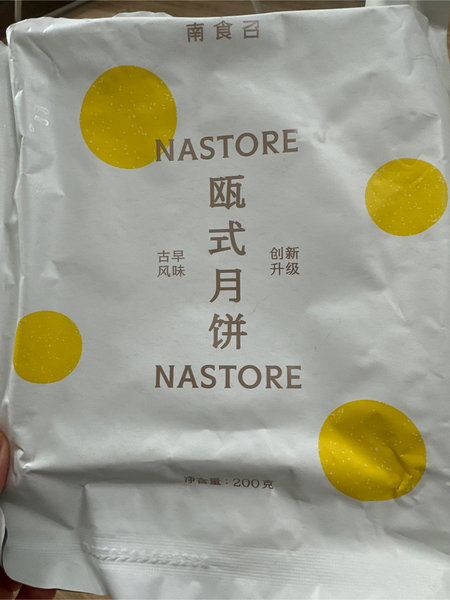 南食召
NASTORE
瓯式月饼
古早
风味
创新
升级
NASTORE
净含量：200克